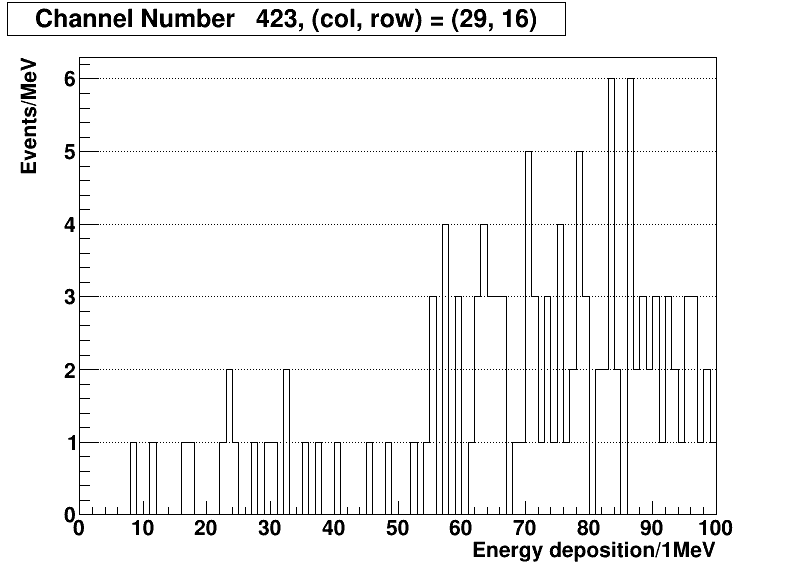 Channel Number 423, (col, row) = (29, 16)
Events/MeV
6
5
4
3
2
1
0
0 10 20 30 40 50 60 70 80 90 100
Energy deposition/1MeV